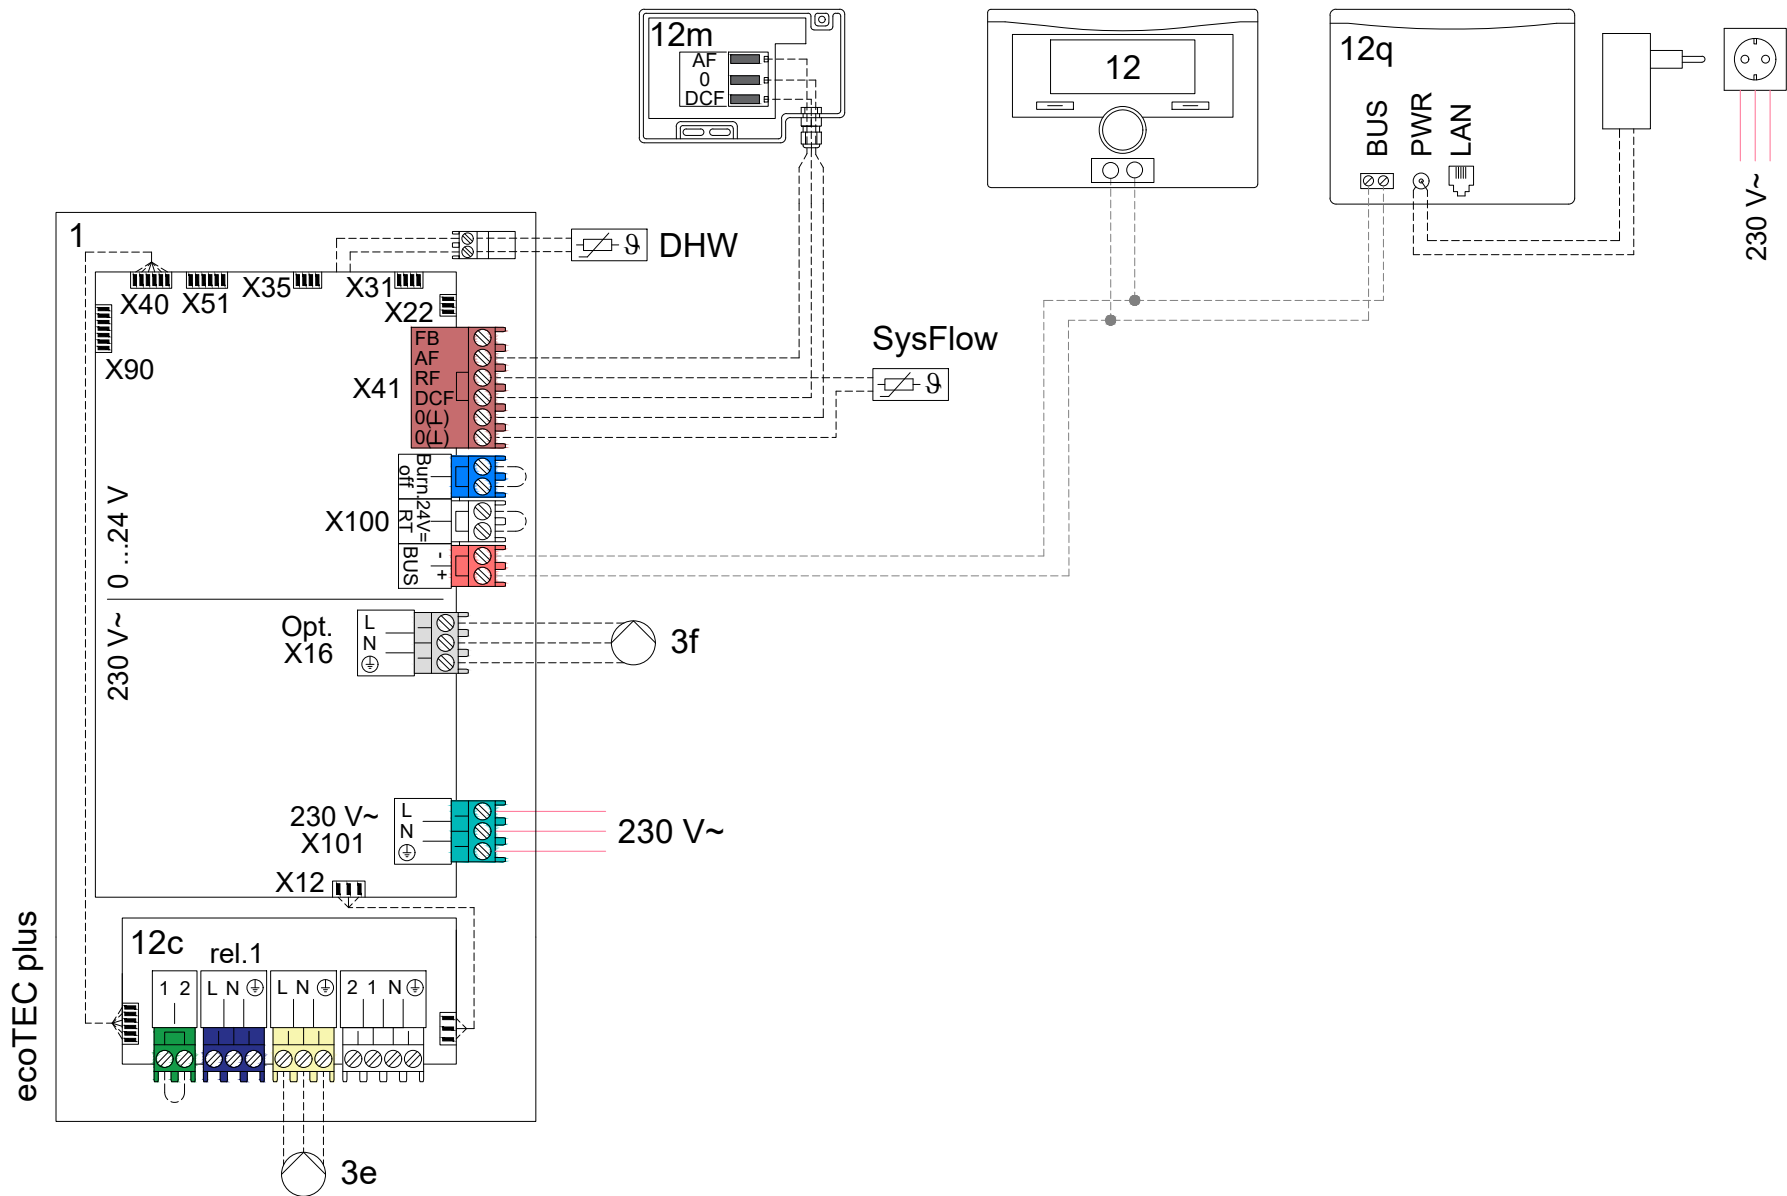 12m
AF
0
DCF
12
12q
BUS
PWR
LAN
230 V~
1
DHW
X40
X51
X35
X31
X22
X90
X41
FB
AF
RF
DCF
0(⊥)
0(⊥)
SysFlow
Burn.
off
X100
24V=
RT
BUS
-
+
0 ...24 V
230 V~
Opt.
X16
L
N
3f
230 V~
X101
L
N
230 V~
X12
ecoTEC plus
12c
rel.1
1 2
L N
L N
2 1 N
3e